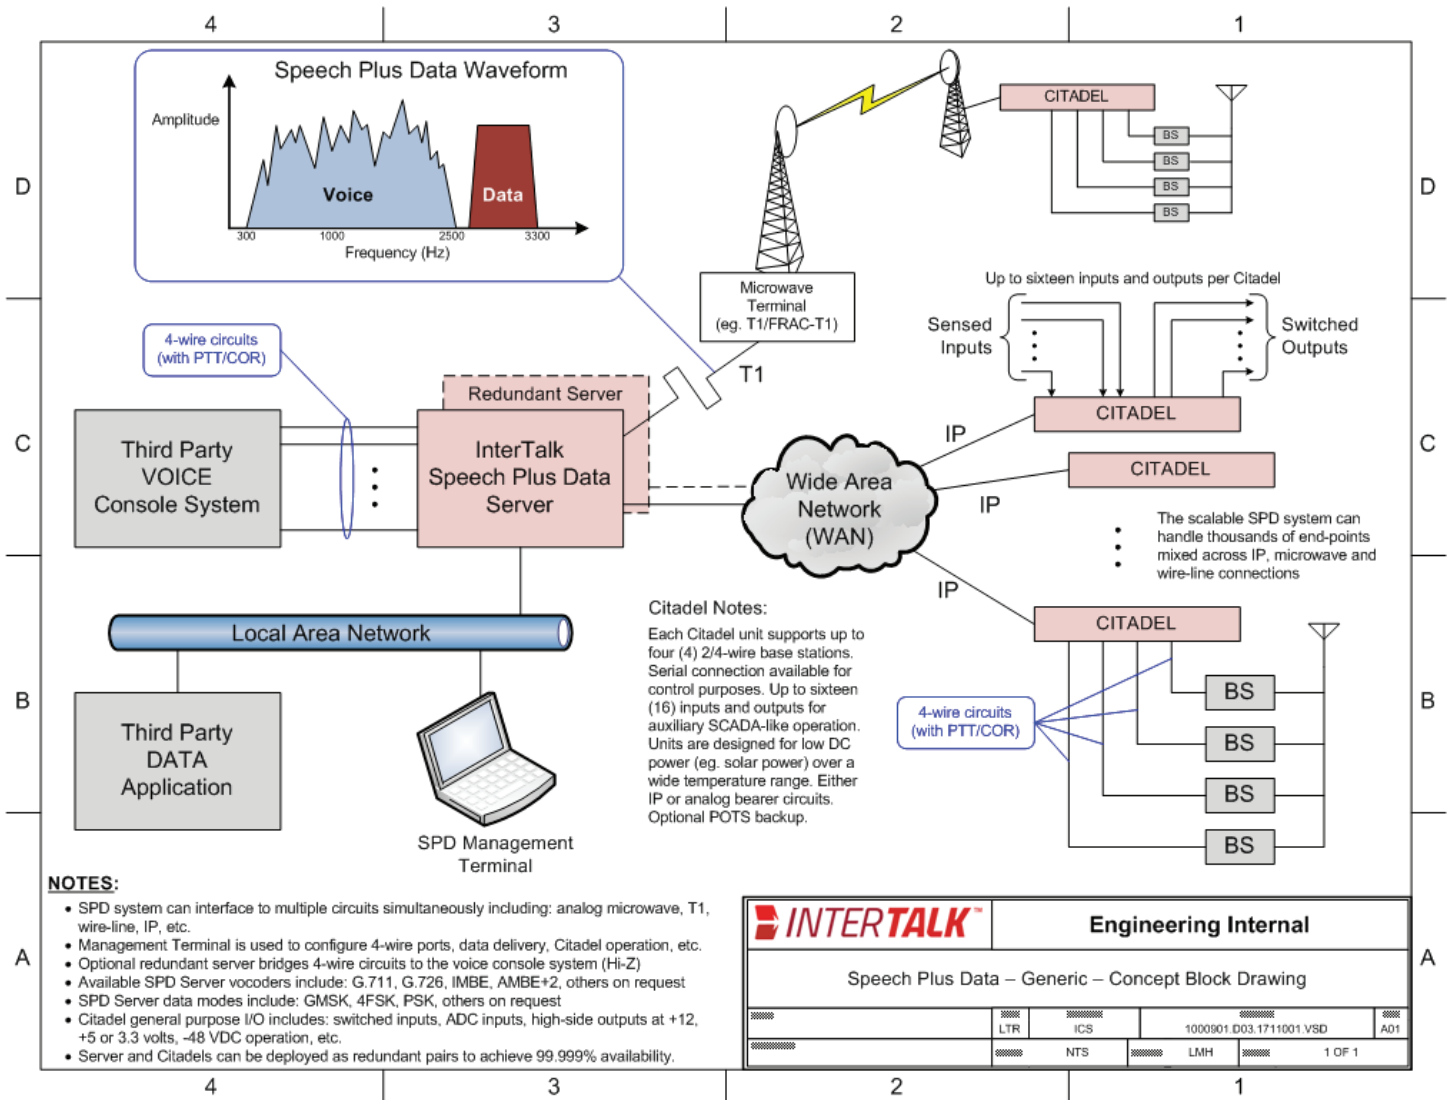 4 3 2 1
Speech Plus Data Waveform
Amplitude
Voice
Data
300 1000 2500 3300
Frequency (Hz)
CITADEL
BS
BS
BS
BS
D
D
Microwave
Terminal
(eg. T1/FRAC-T1)
T1
Up to sixteen inputs and outputs per Citadel
Sensed
Inputs
Switched
Outputs
CITADEL
4-wire circuits
(with PTT/COR)
Redundant Server
C
C
Third Party
VOICE
Console System
InterTalk
Speech Plus Data
Server
Wide Area
Network
(WAN)
IP
IP
IP
CITADEL
The scalable SPD system can
handle thousands of end-points
mixed across IP, microwave and
wire-line connections
Local Area Network
Citadel Notes:
Each Citadel unit supports up to
four (4) 2/4-wire base stations.
Serial connection available for
control purposes. Up to sixteen
(16) inputs and outputs for
auxiliary SCADA-like operation.
Units are designed for low DC
power (eg. solar power) over a
wide temperature range. Either
IP or analog bearer circuits.
Optional POTS backup.
CITADEL
BS
BS
BS
BS
4-wire circuits
(with PTT/COR)
B
B
Third Party
DATA
Application
SPD Management
Terminal
NOTES:
• SPD system can interface to multiple circuits simultaneously including: analog microwave, T1,
wire-line, IP, etc.
• Management Terminal is used to configure 4-wire ports, data delivery, Citadel operation, etc.
• Optional redundant server bridges 4-wire circuits to the voice console system (Hi-Z)
• Available SPD Server vocoders include: G.711, G.726, IMBE, AMBE+2, others on request
• SPD Server data modes include: GMSK, 4FSK, PSK, others on request
• Citadel general purpose I/O includes: switched inputs, ADC inputs, high-side outputs at +12,
+5 or 3.3 volts, -48 VDC operation, etc.
• Server and Citadels can be deployed as redundant pairs to achieve 99.999% availability.
A
A
INTERTALK™
Engineering Internal
Speech Plus Data – Generic – Concept Block Drawing
LTR ICS 1000901.D03.1711001.VSD A01
NTS LMH 1 OF 1
4 3 2 1